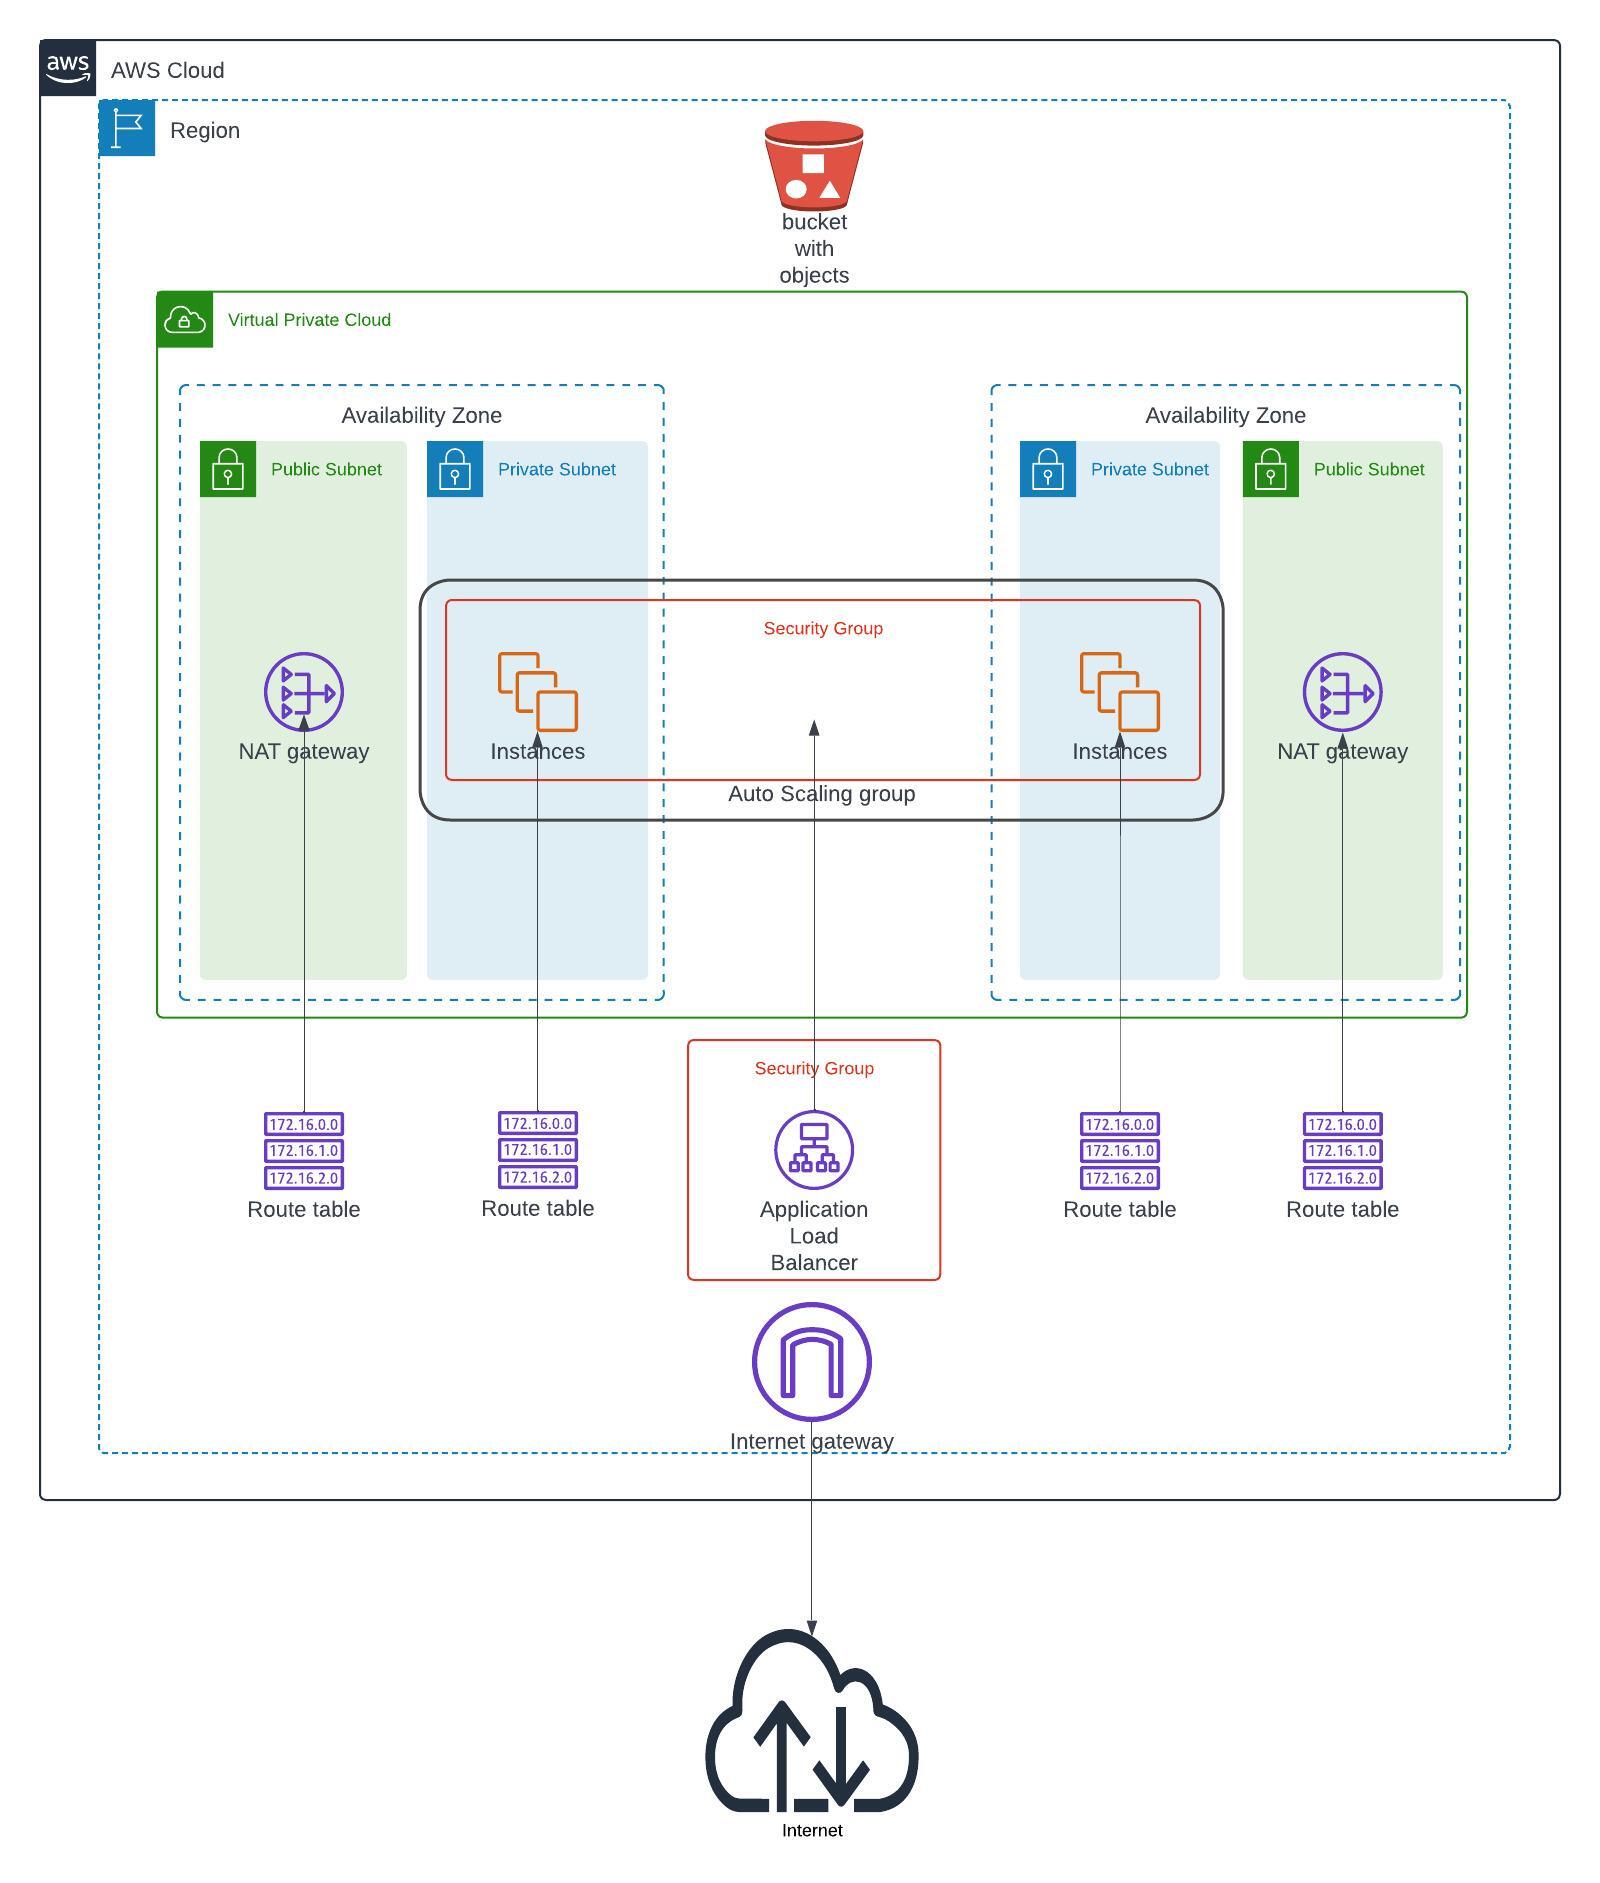 aws
AWS Cloud
Region
bucket
with
objects
Virtual Private Cloud
Availability Zone
Availability Zone
Public Subnet
Private Subnet
Private Subnet
Public Subnet
Security Group
NAT gateway
Instances
Instances
NAT gateway
Auto Scaling group
Security Group
172.16.0.0
172.16.1.0
172.16.2.0
Route table
172.16.0.0
172.16.1.0
172.16.2.0
Route table
Application
Load
Balancer
172.16.0.0
172.16.1.0
172.16.2.0
Route table
172.16.0.0
172.16.1.0
172.16.2.0
Route table
Internet gateway
Internet